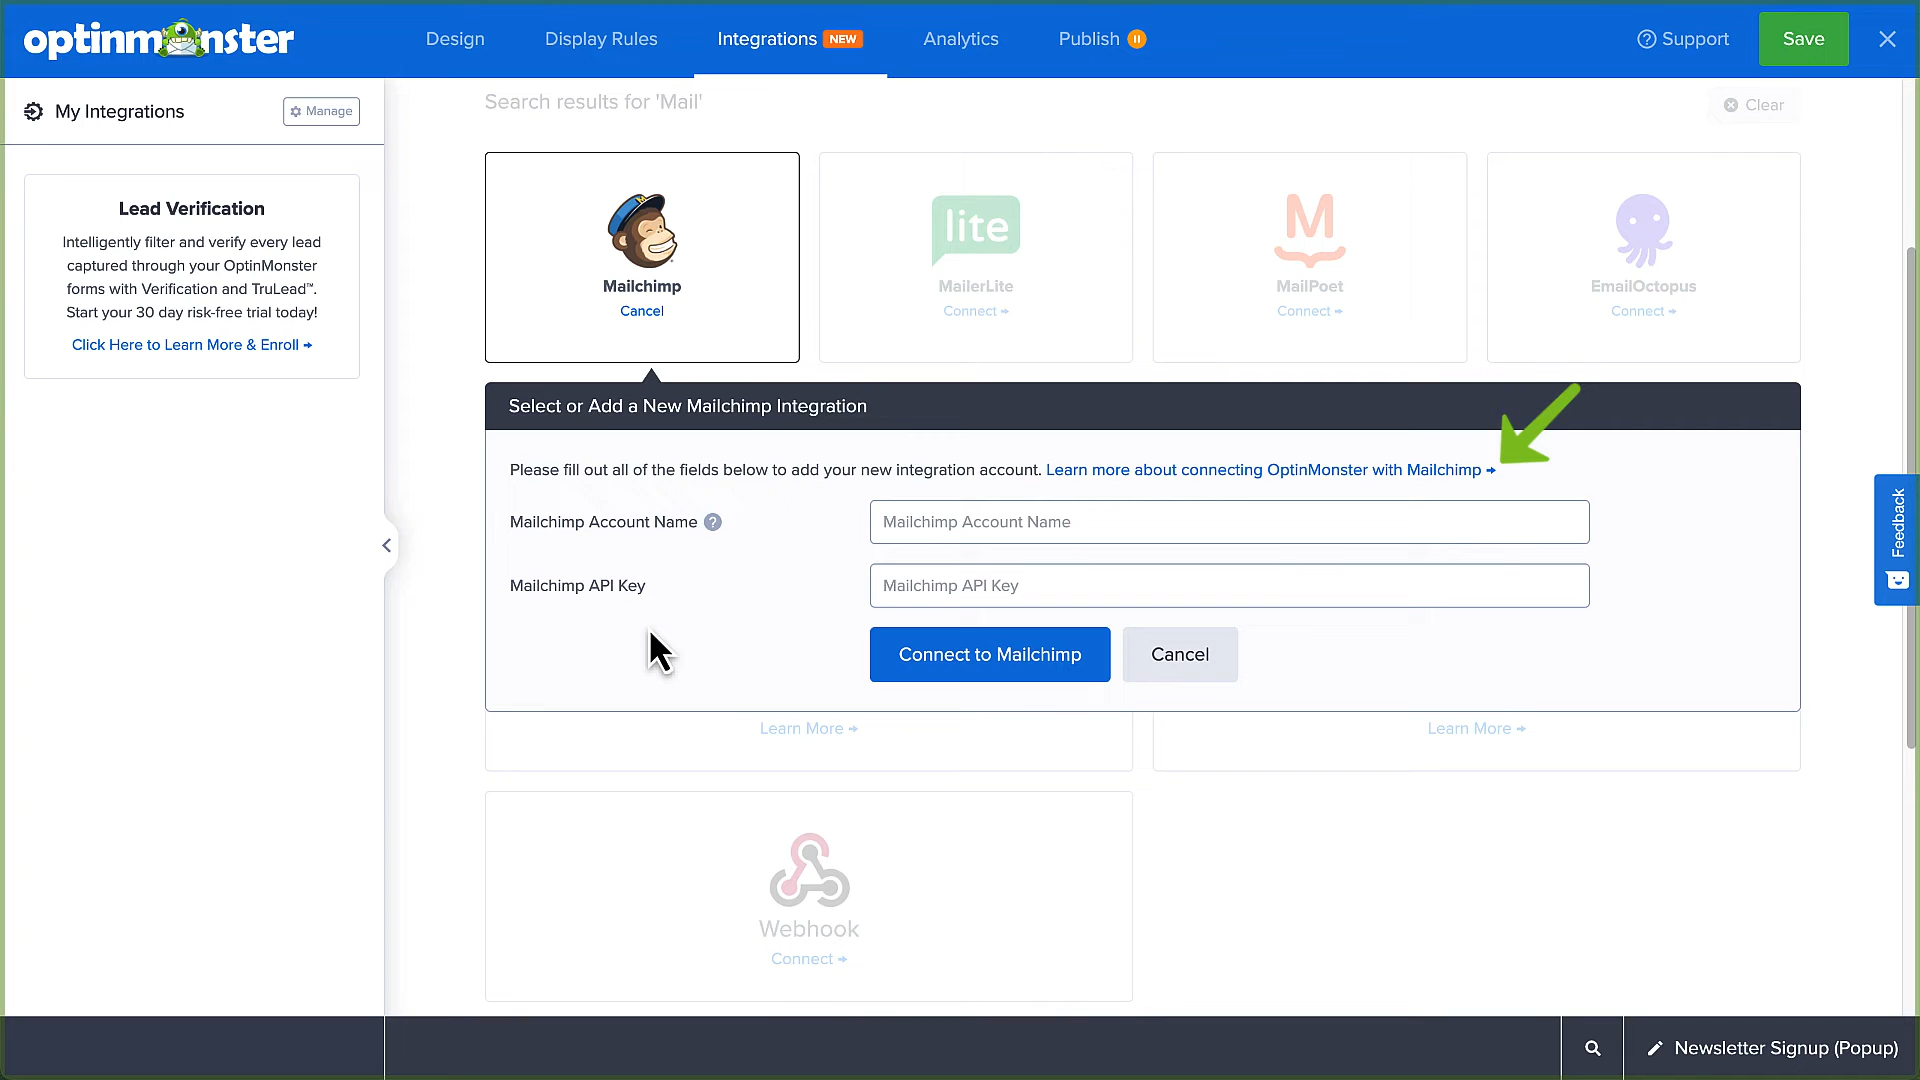 optinmonster
Design
Display Rules
Integrations NEW
Analytics
Publish
Support
Save
My Integrations
Manage
Lead Verification
Intelligently filter and verify every lead
captured through your OptinMonster
forms with Verification and TruLead™.
Start your 30 day risk-free trial today!
Click Here to Learn More & Enroll
Search results for 'Mail'
Clear
Mailchimp
Cancel
lite
MailerLite
Connect
MailPoet
Connect
EmailOctopus
Connect
Select or Add a New Mailchimp Integration
Please fill out all of the fields below to add your new integration account. Learn more about connecting OptinMonster with Mailchimp
Mailchimp Account Name ?
Mailchimp Account Name
Mailchimp API Key
Mailchimp API Key
Connect to Mailchimp
Cancel
Learn More
Learn More
Webhook
Connect
Feedback
Newsletter Signup (Popup)